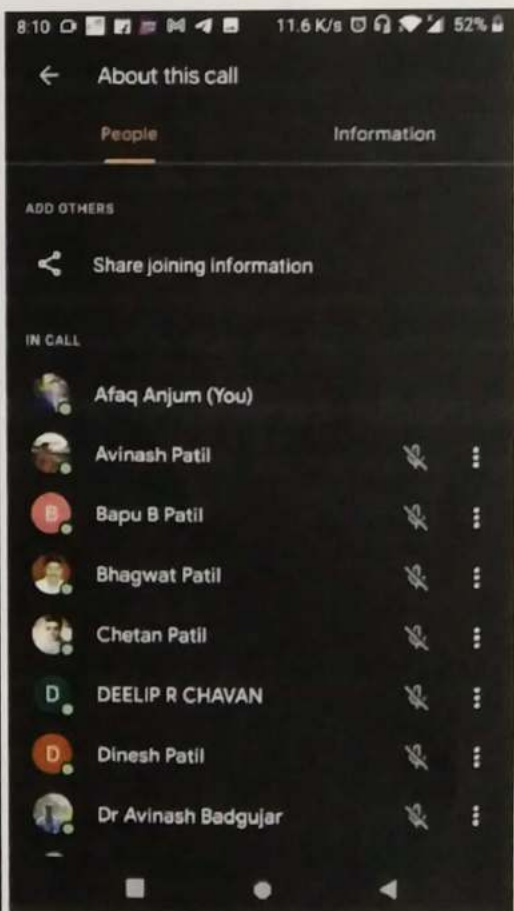 8:10 11.6 K/s 52%
About this call
People Information
ADD OTHERS
Share joining information
IN CALL
Afaq Anjum (You)
Avinash Patil
B Bapu B Patil
Bhagwat Patil
Chetan Patil
D DEELIP R CHAVAN
D Dinesh Patil
Dr Avinash Badgujar